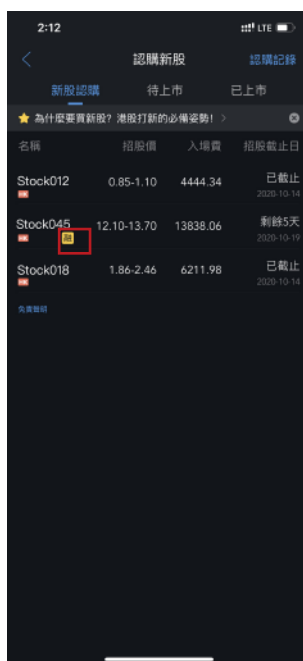 2:12 LTE
認購新股 認購記錄
新股認購 待上市 已上市
為什麼要買新股？港股打新的必備姿勢！
名稱 招股價 入場費 招股截止日
Stock012 0.85-1.10 4444.34 已截止
HK 2020-10-14
Stock045 12.10-13.70 13838.06 剩餘5天
HK 融 2020-10-19
Stock018 1.86-2.46 6211.98 已截止
HK 2020-10-14
免責聲明